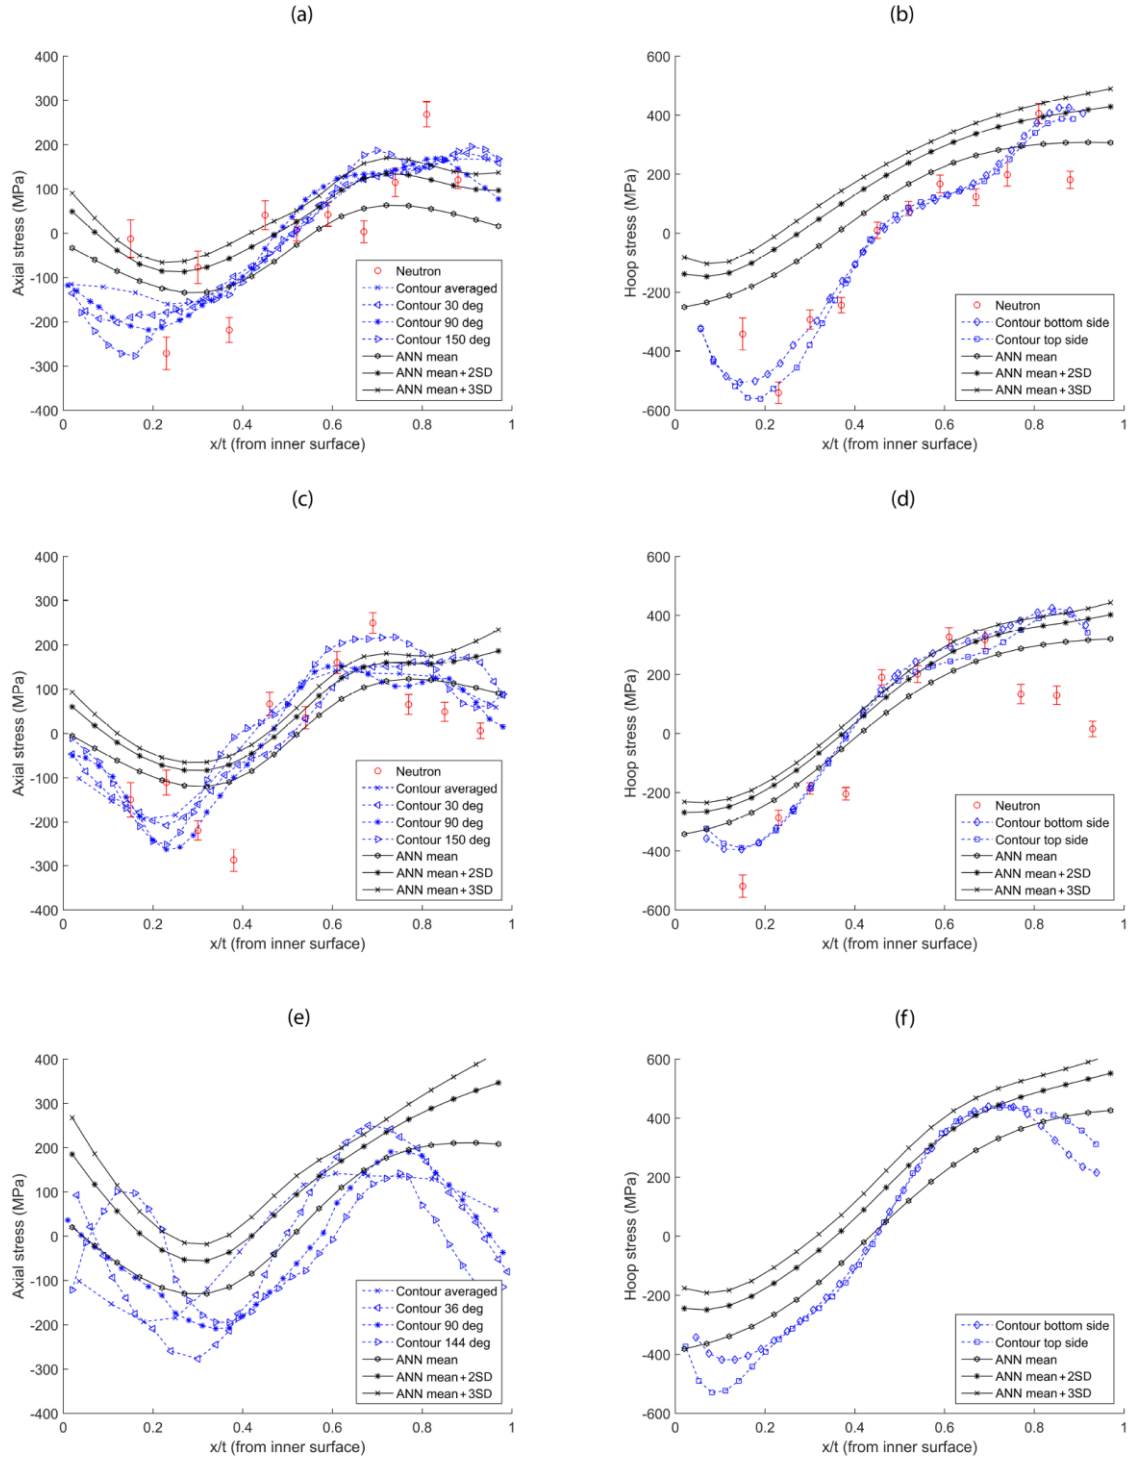 (a)
400
300
200
100
0
-100
-200
-300
-400
Axial stress (MPa)
0
0.2
0.4
0.6
0.8
1
x/t (from inner surface)
Neutron
Contour averaged
Contour 30 deg
Contour 90 deg
Contour 150 deg
ANN mean
ANN mean+2SD
ANN mean+3SD
(b)
600
400
200
0
-200
-400
-600
Hoop stress (MPa)
0
0.2
0.4
0.6
0.8
1
x/t (from inner surface)
Neutron
Contour bottom side
Contour top side
ANN mean
ANN mean+2SD
ANN mean+3SD
(c)
400
300
200
100
0
-100
-200
-300
-400
Axial stress (MPa)
0
0.2
0.4
0.6
0.8
1
x/t (from inner surface)
Neutron
Contour averaged
Contour 30 deg
Contour 90 deg
Contour 150 deg
ANN mean
ANN mean+2SD
ANN mean+3SD
(d)
600
400
200
0
-200
-400
-600
Hoop stress (MPa)
0
0.2
0.4
0.6
0.8
1
x/t (from inner surface)
Neutron
Contour bottom side
Contour top side
ANN mean
ANN mean+2SD
ANN mean+3SD
(e)
400
300
200
100
0
-100
-200
-300
-400
Axial stress (MPa)
0
0.2
0.4
0.6
0.8
1
x/t (from inner surface)
Contour averaged
Contour 36 deg
Contour 90 deg
Contour 144 deg
ANN mean
ANN mean+2SD
ANN mean+3SD
(f)
600
400
200
0
-200
-400
-600
Hoop stress (MPa)
0
0.2
0.4
0.6
0.8
1
x/t (from inner surface)
Contour bottom side
Contour top side
ANN mean
ANN mean+2SD
ANN mean+3SD